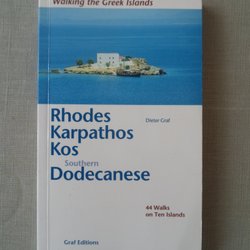 Walking the Greek Islands
Rhodes
Karpathos
Dieter Graf
Kos
Southern
Dodecanese
44 Walks
on Ten Islands
Graf Editions